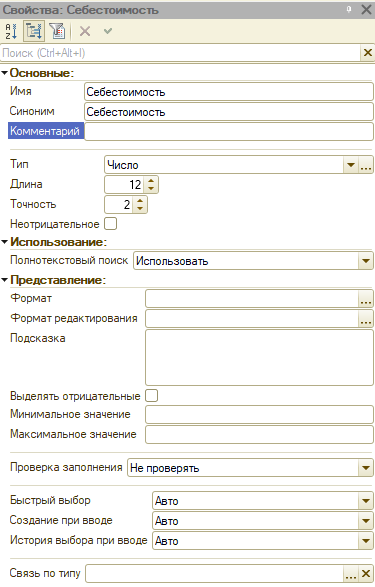 Свойства: Себестоимость
Поиск (Ctrl+Alt+I)
Основные:
Имя Себестоимость
Синоним Себестоимость
Комментарий
Тип Число
Длина 12
Точность 2
Неотрицательное
Использование:
Полнотекстовый поиск Использовать
Представление:
Формат
Формат редактирования
Подсказка
Выделять отрицательные
Минимальное значение
Максимальное значение
Проверка заполнения Не проверять
Быстрый выбор Авто
Создание при вводе Авто
История выбора при вводе Авто
Связь по типу